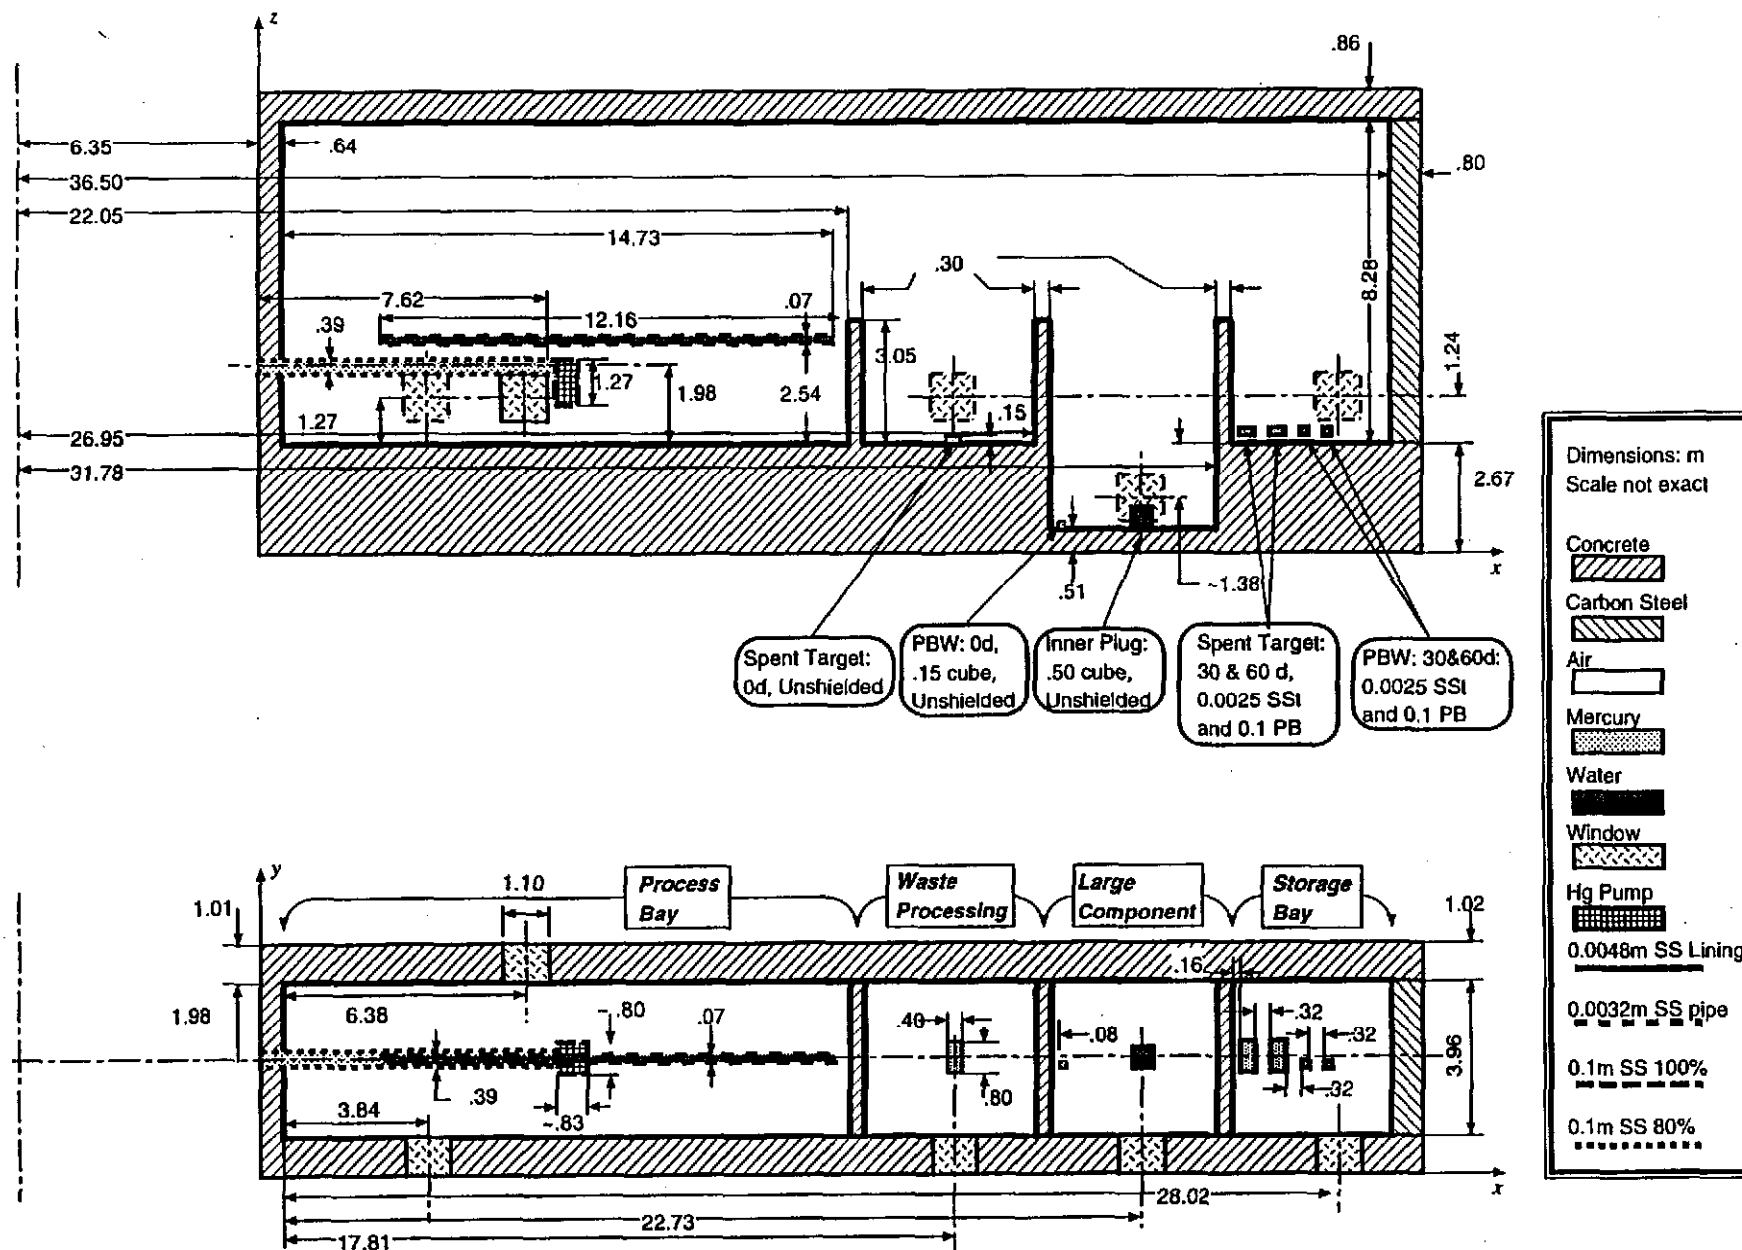 z
.86
6.35
.64
36.50
.80
22.05
14.73
.30
8.28
7.62
.07
12.16
.39
3.05
1.24
1.27
1.98
2.54
1.27
.15
26.95
31.78
2.67
x
.51
~1.38
Spent Target:
0d, Unshielded
PBW: 0d,
.15 cube,
Unshielded
Inner Plug:
.50 cube,
Unshielded
Spent Target:
30 & 60 d,
0.0025 SSt
and 0.1 PB
PBW: 30&60d:
0.0025 SSt
and 0.1 PB
Dimensions: m
Scale not exact
Concrete
Carbon Steel
Air
Mercury
Water
Window
Hg Pump
0.0048m SS Lining
0.0032m SS pipe
0.1m SS 100%
0.1m SS 80%
y
1.10
Process
Bay
Waste
Processing
Large
Component
Storage
Bay
1.01
1.02
.16
1.98
6.38
~.80
.07
.40
.08
.32
.32
3.96
.39
.80
.32
3.84
~.83
x
28.02
22.73
17.81